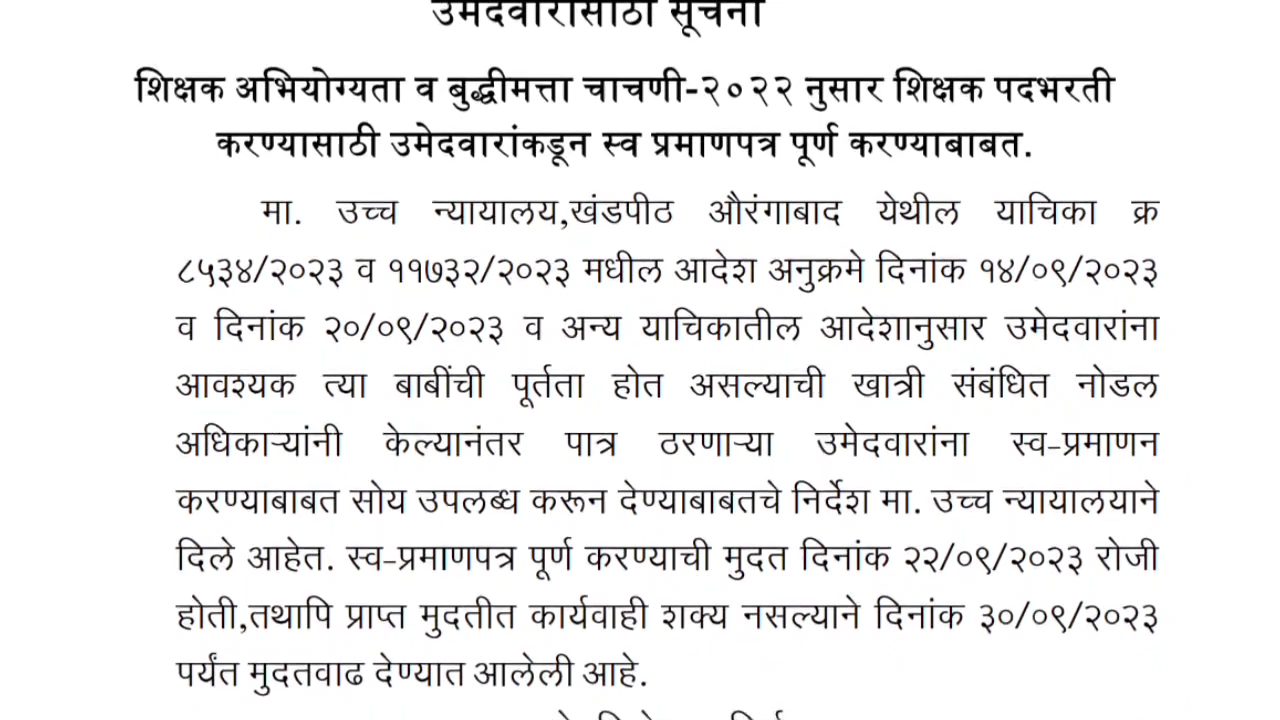 उमेदवारांसाठी सूचना
शिक्षक अभियोग्यता व बुद्धीमत्ता चाचणी-२०२२ नुसार शिक्षक पदभरती
करण्यासाठी उमेदवारांकडून स्व प्रमाणपत्र पूर्ण करण्याबाबत.
मा. उच्च न्यायालय,खंडपीठ औरंगाबाद येथील याचिका क्र
८५३४/२०२३ व ११७३२/२०२३ मधील आदेश अनुक्रमे दिनांक १४/०९/२०२३
व दिनांक २०/०९/२०२३ व अन्य याचिकातील आदेशानुसार उमेदवारांना
आवश्यक त्या बाबींची पूर्तता होत असल्याची खात्री संबंधित नोडल
अधिकाऱ्यांनी केल्यानंतर पात्र ठरणाऱ्या उमेदवारांना स्व-प्रमाणन
करण्याबाबत सोय उपलब्ध करून देण्याबाबतचे निर्देश मा. उच्च न्यायालयाने
दिले आहेत. स्व-प्रमाणपत्र पूर्ण करण्याची मुदत दिनांक २२/०९/२०२३ रोजी
होती,तथापि प्राप्त मुदतीत कार्यवाही शक्य नसल्याने दिनांक ३०/०९/२०२३
पर्यंत मुदतवाढ देण्यात आलेली आहे.